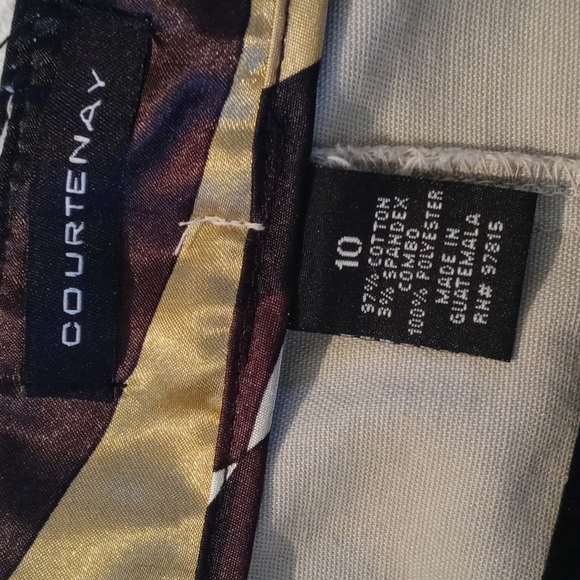 COURTENAY
10
97% COTTON
3% SPANDEX
COMBO
100% POLYESTER
MADE IN
GUATEMALA
RN# 97815